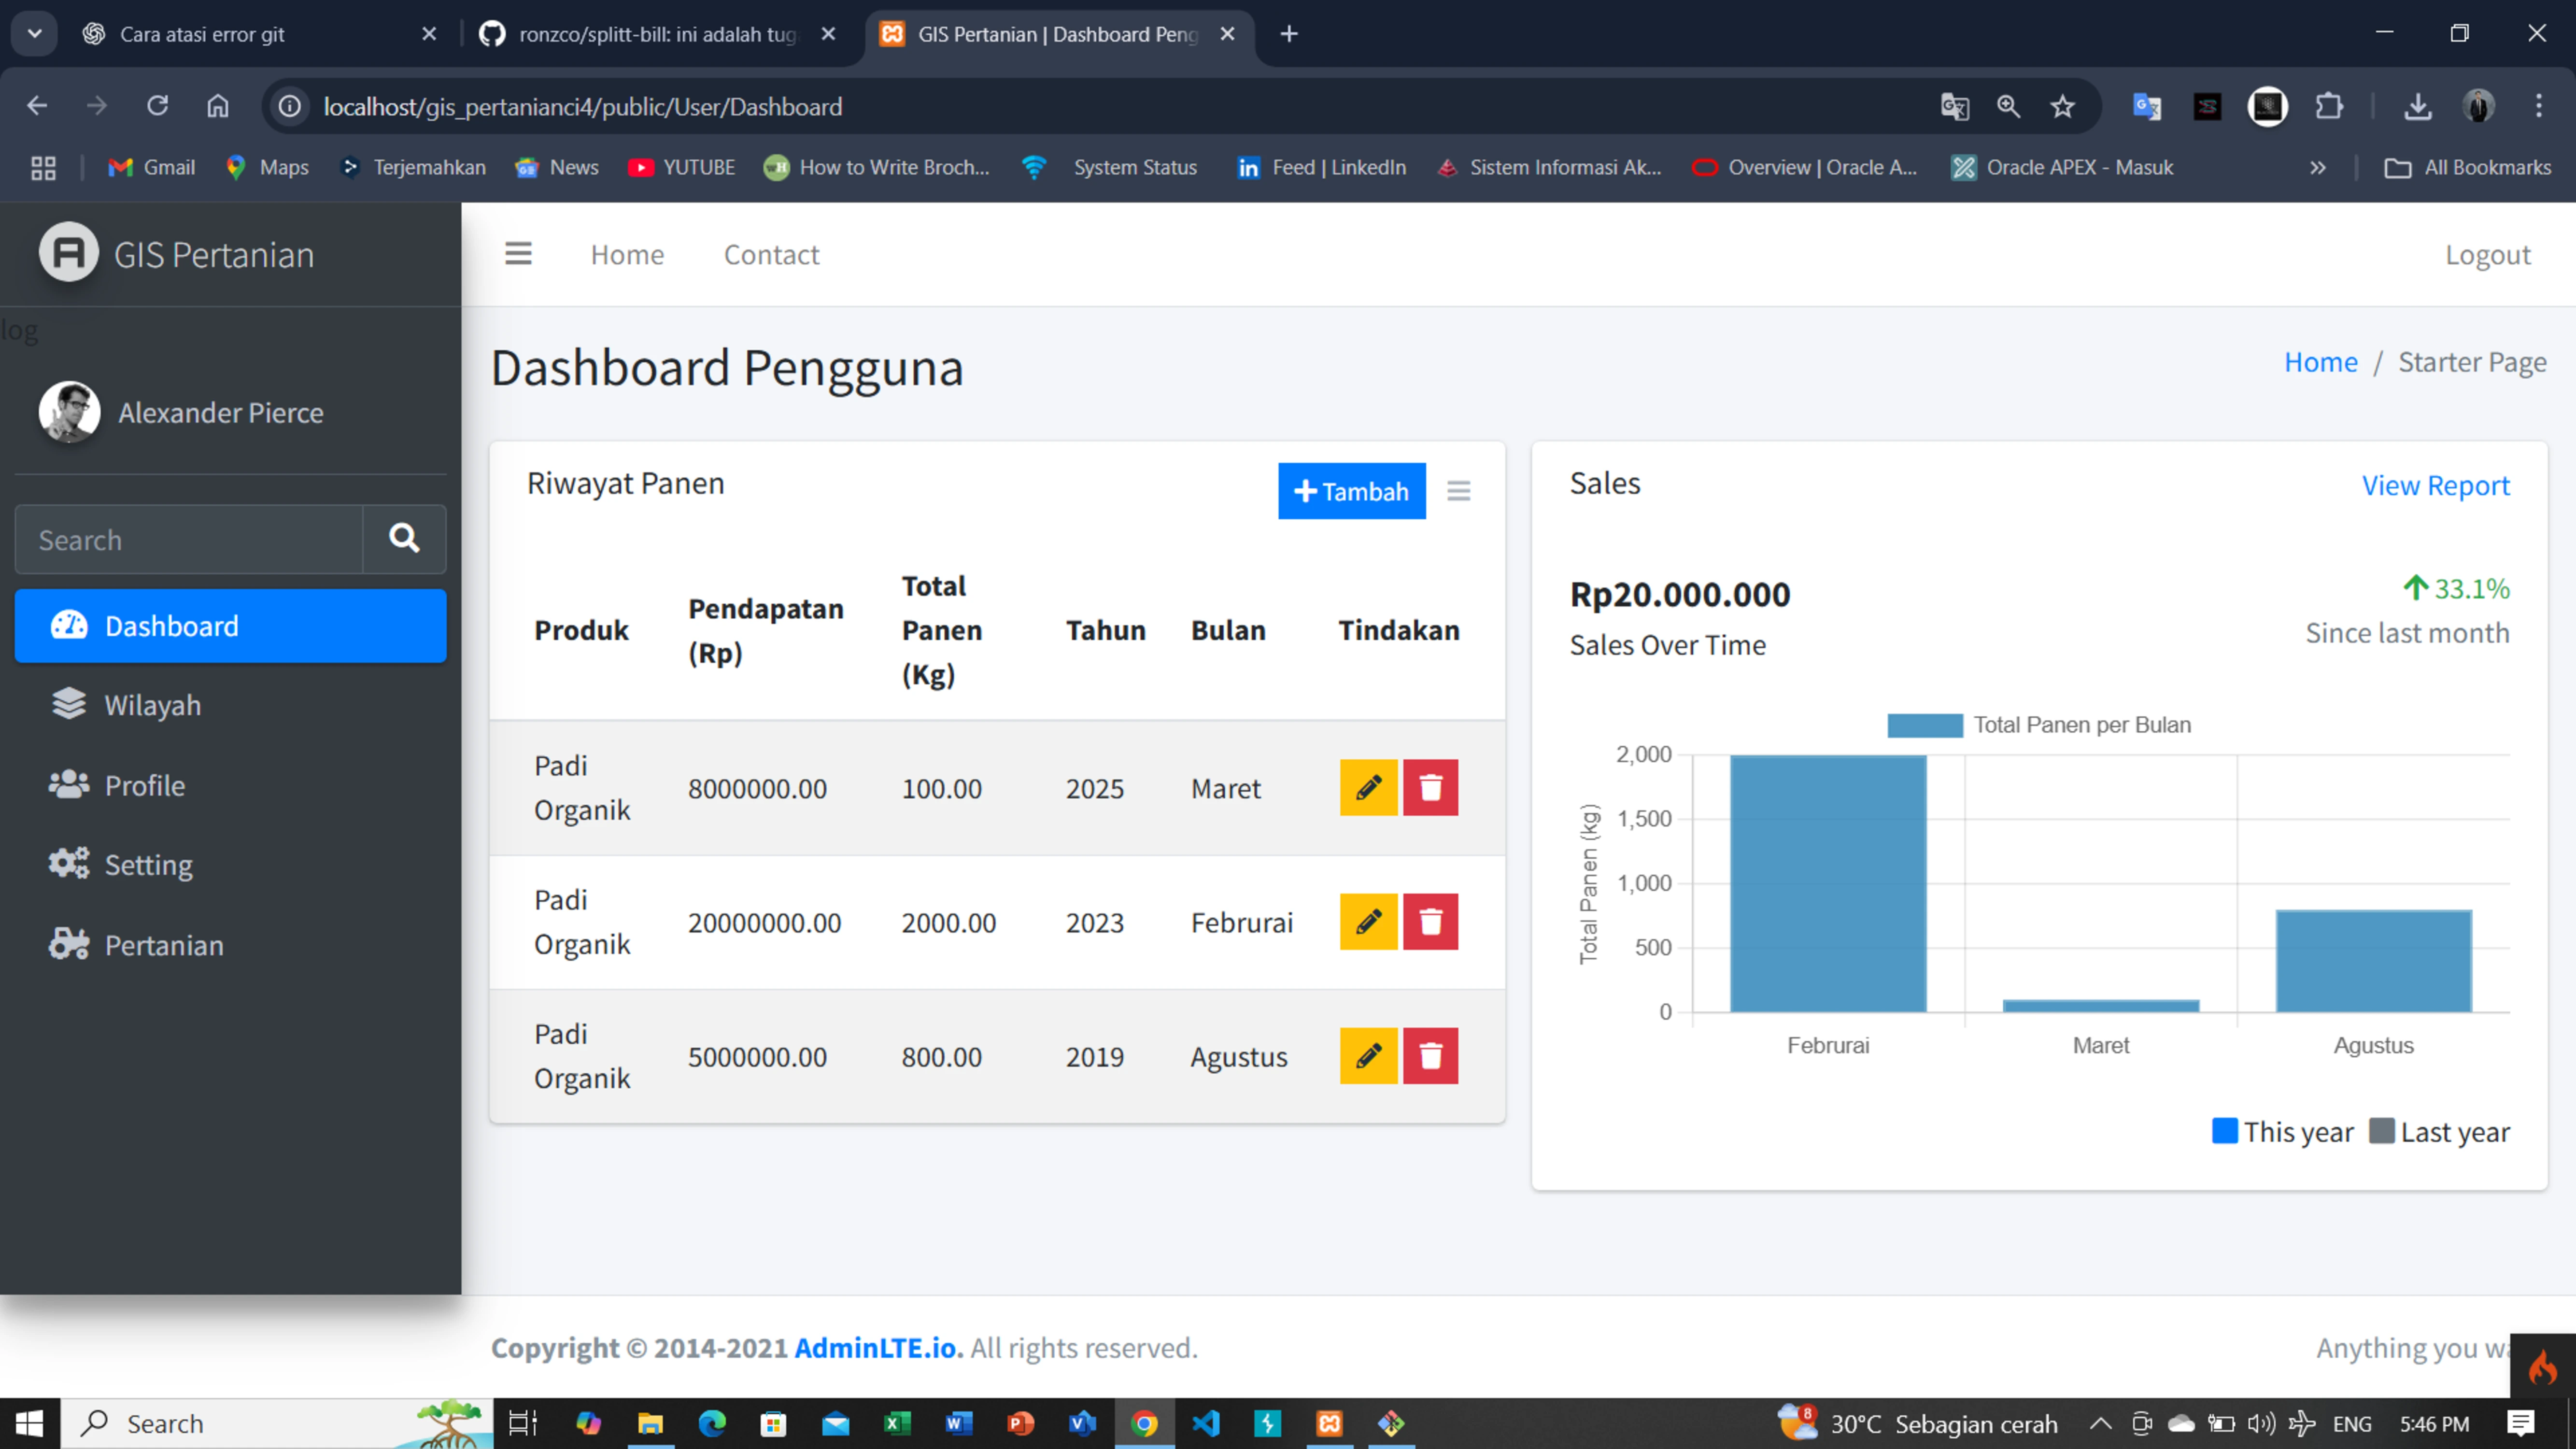 Cara atasi error git
ronzco/splitt-bill: ini adalah tug
GIS Pertanian | Dashboard Peng
localhost/gis_pertanianci4/public/User/Dashboard
Gmail
Maps
Terjemahkan
News
YUTUBE
How to Write Broch...
System Status
Feed | LinkedIn
Sistem Informasi Ak...
Overview | Oracle A...
Oracle APEX - Masuk
All Bookmarks
GIS Pertanian
Home
Contact
Logout
log
Alexander Pierce
Search
Dashboard
Wilayah
Profile
Setting
Pertanian
Dashboard Pengguna
Home / Starter Page
Riwayat Panen
Tambah
Produk Pendapatan (Rp) Total Panen (Kg) Tahun Bulan Tindakan
Padi Organik 8000000.00 100.00 2025 Maret
Padi Organik 20000000.00 2000.00 2023 Februrai
Padi Organik 5000000.00 800.00 2019 Agustus
Sales
View Report
Rp20.000.000
Sales Over Time
33.1%
Since last month
Total Panen per Bulan
Total Panen (kg)
2,000
1,500
1,000
500
0
Februrai
Maret
Agustus
This year
Last year
Copyright © 2014-2021 AdminLTE.io. All rights reserved.
Anything you wa
Search
8
30°C Sebagian cerah
ENG
5:46 PM